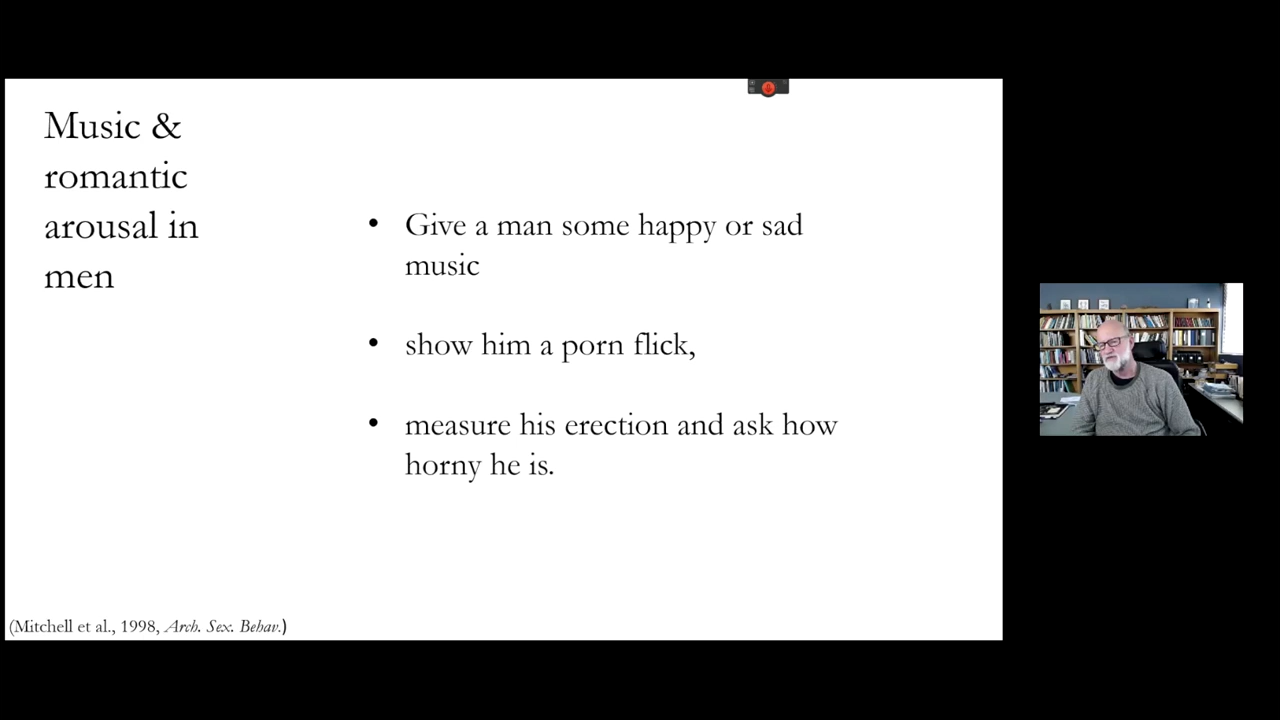 Music &
romantic
arousal in
men
• Give a man some happy or sad
music
• show him a porn flick,
• measure his erection and ask how
horny he is.
(Mitchell et al., 1998, Arch. Sex. Behav.)